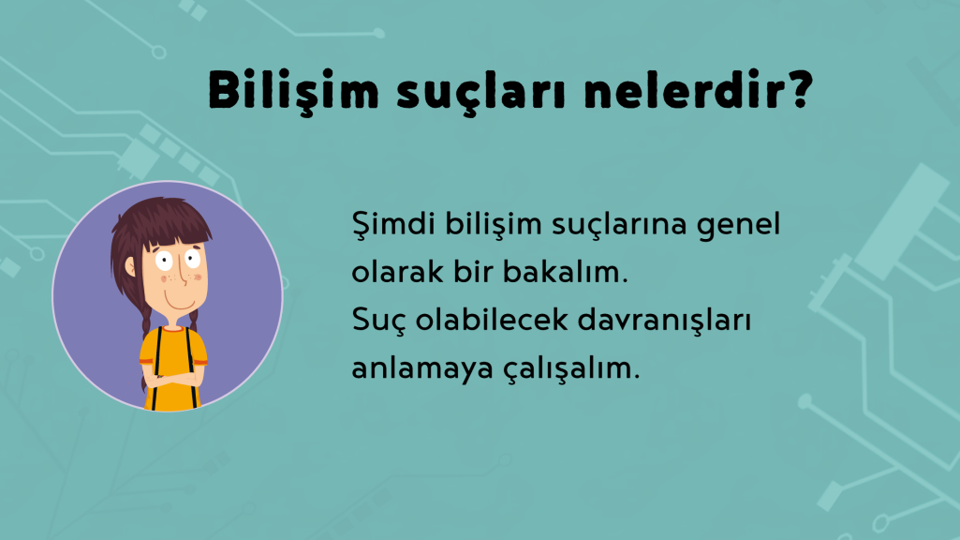 Bilişim suçları nelerdir?
Şimdi bilişim suçlarına genel
olarak bir bakalım.
Suç olabilecek davranışları
anlamaya çalışalım.